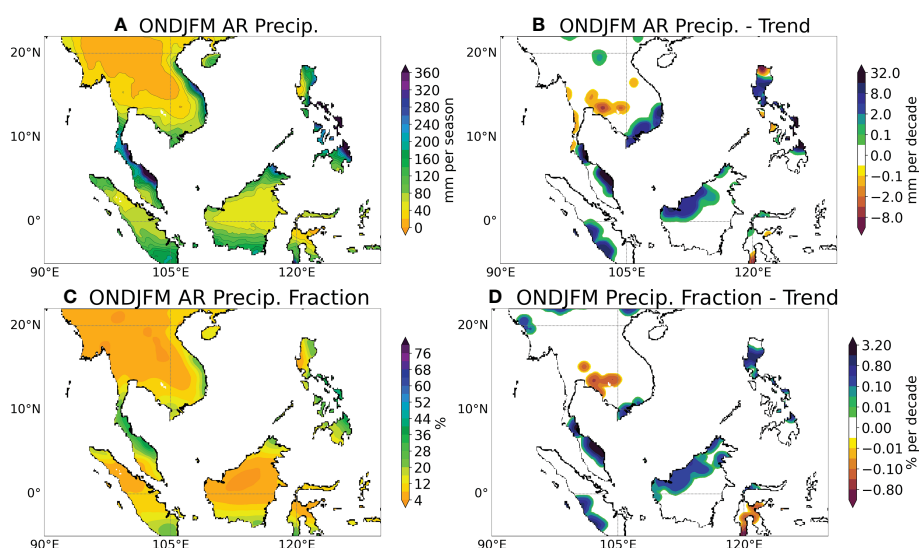 A ONDJFM AR Precip.
B ONDJFM AR Precip. - Trend
20°N
10°N
0°
90°E
105°E
120°E
360
320
280
240
200
160
120
80
40
0
mm per season
20°N
10°N
0°
90°E
105°E
120°E
32.0
8.0
2.0
0.1
0.0
−0.1
−2.0
−8.0
mm per decade
C ONDJFM AR Precip. Fraction
D ONDJFM Precip. Fraction - Trend
20°N
10°N
0°
90°E
105°E
120°E
76
68
60
52
44
36
28
20
12
4
%
20°N
10°N
0°
90°E
105°E
120°E
3.20
0.80
0.10
0.01
0.00
−0.01
−0.10
−0.80
% per decade